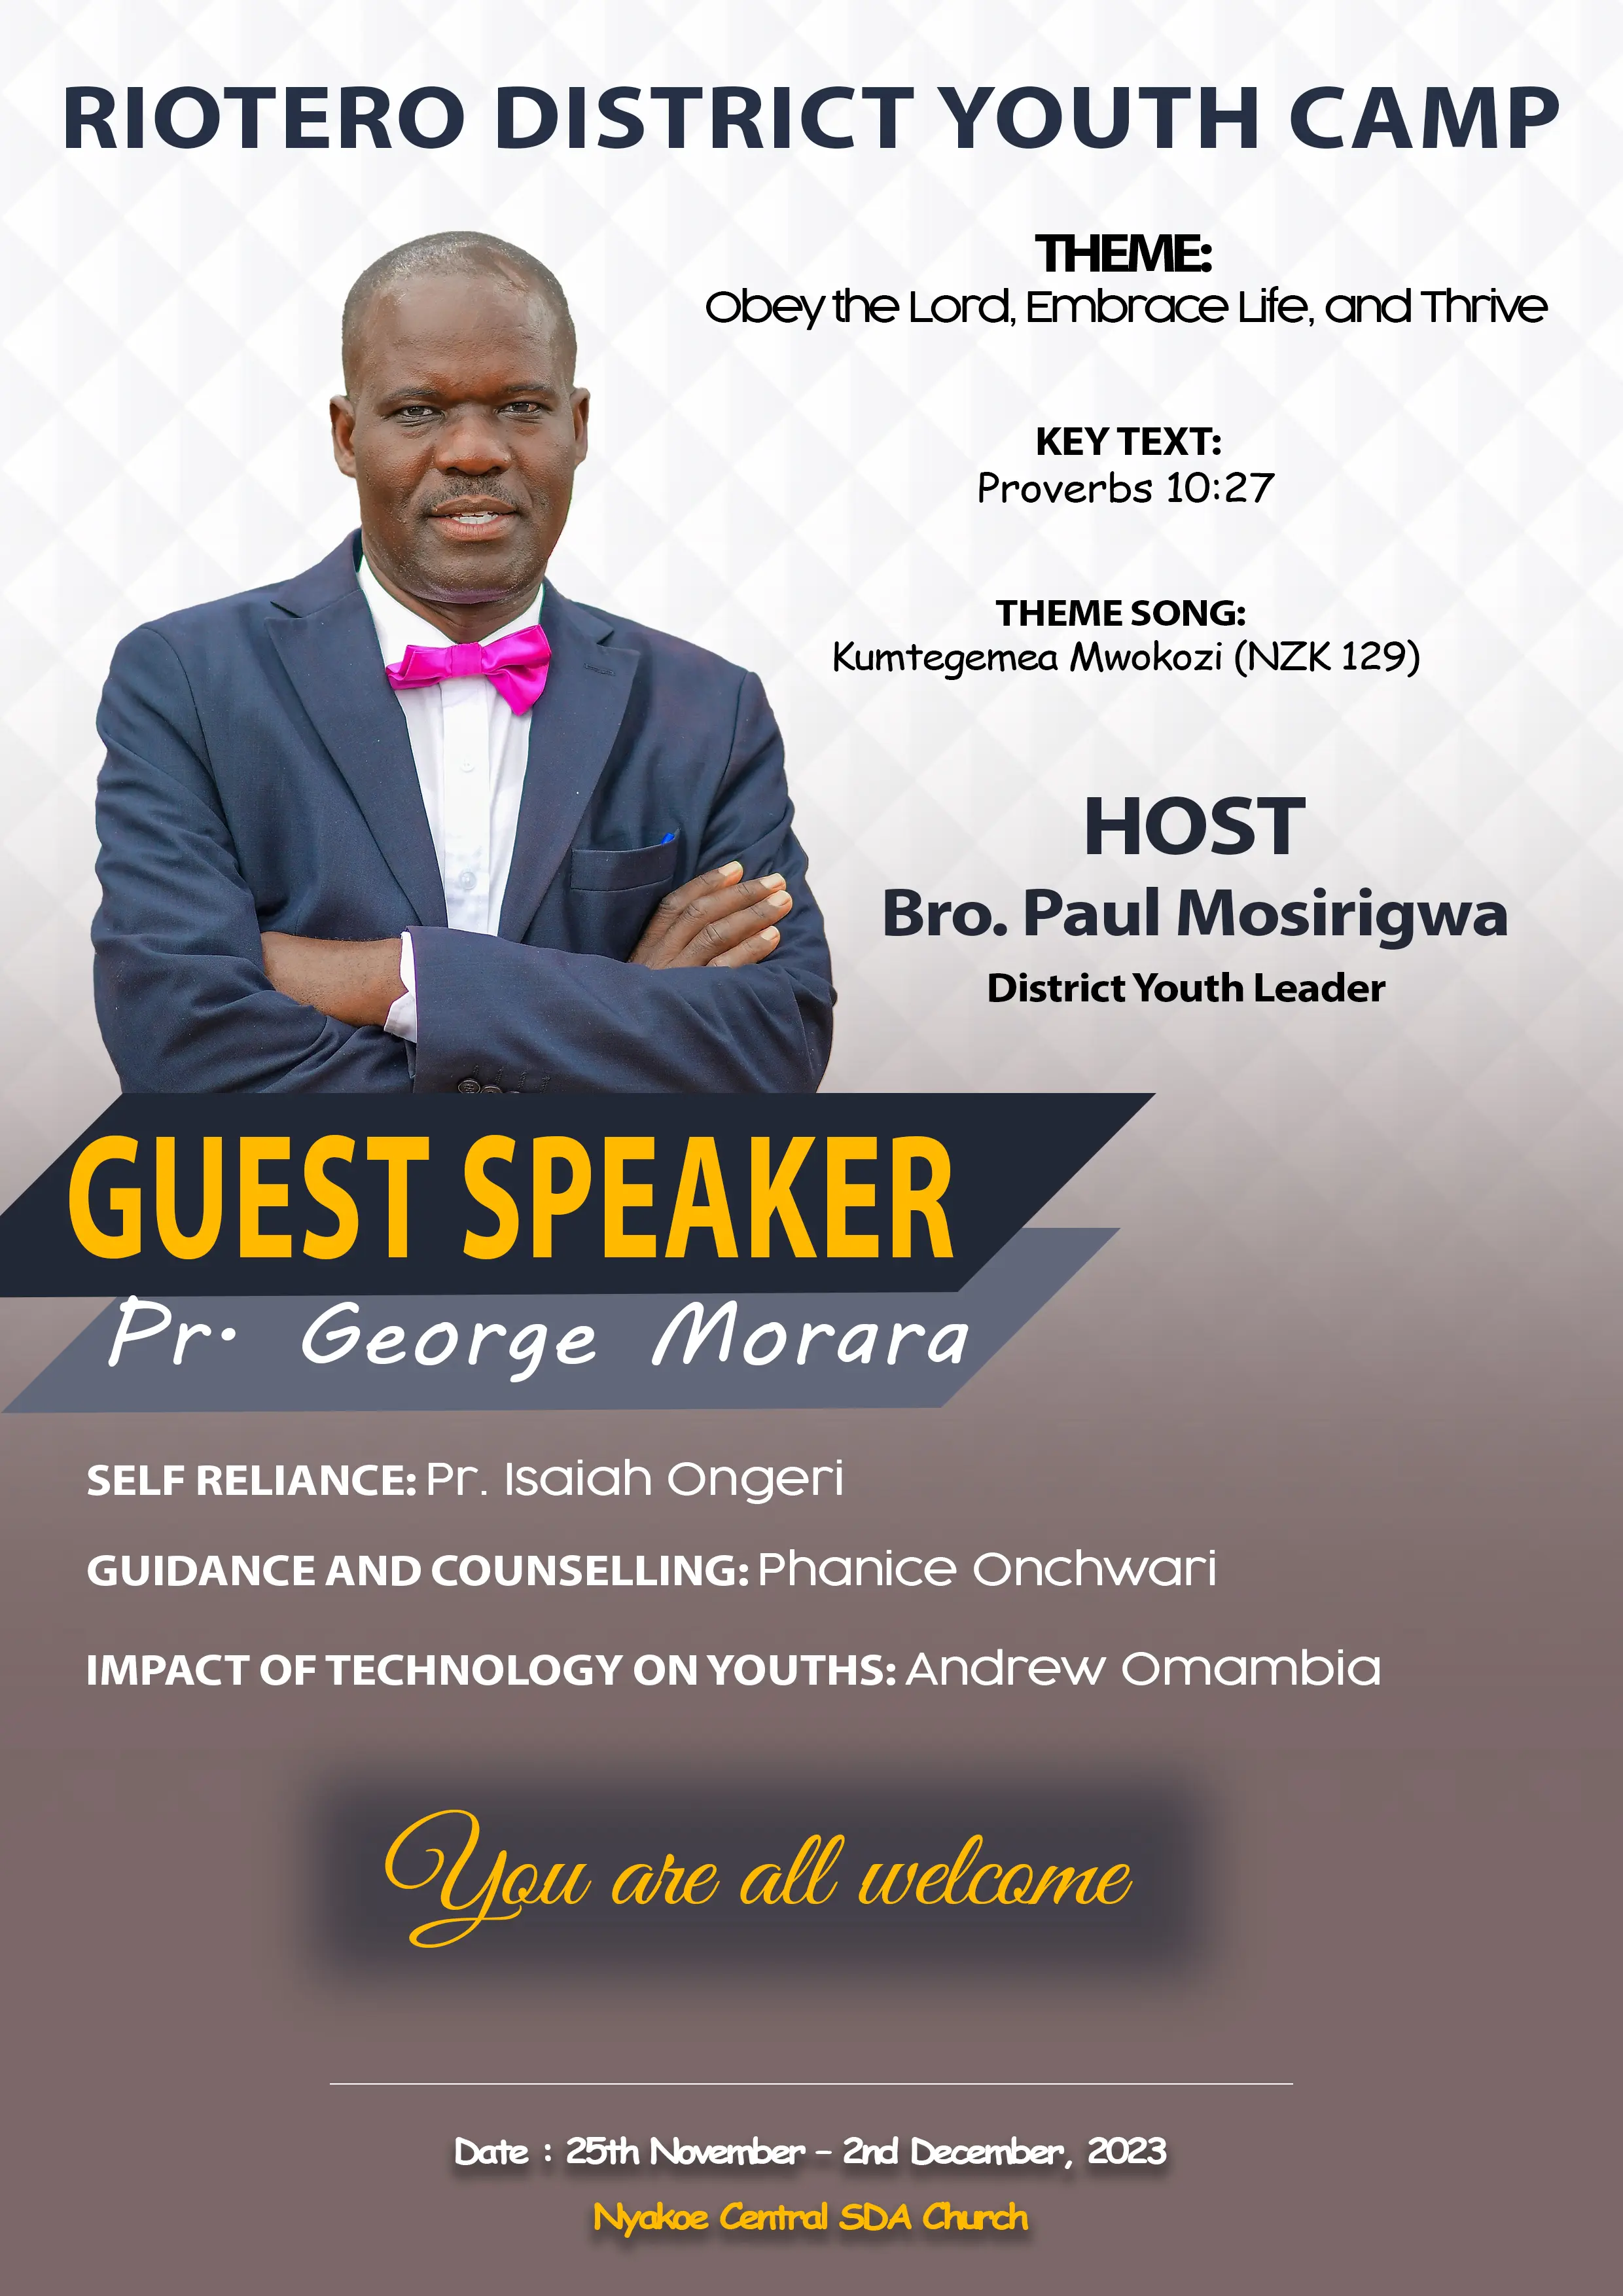 RIOTERO DISTRICT YOUTH CAMP
THEME:
Obey the Lord, Embrace Life, and Thrive
KEY TEXT:
Proverbs 10:27
THEME SONG:
Kumtegemea Mwokozi (NZK 129)
HOST
Bro. Paul Mosirigwa
District Youth Leader
GUEST SPEAKER
Pr. George Morara
SELF RELIANCE: Pr. Isaiah Ongeri
GUIDANCE AND COUNSELLING: Phanice Onchwari
IMPACT OF TECHNOLOGY ON YOUTHS: Andrew Omambia
You are all welcome
Date : 25th November – 2nd December, 2023
Nyakoe Central SDA Church